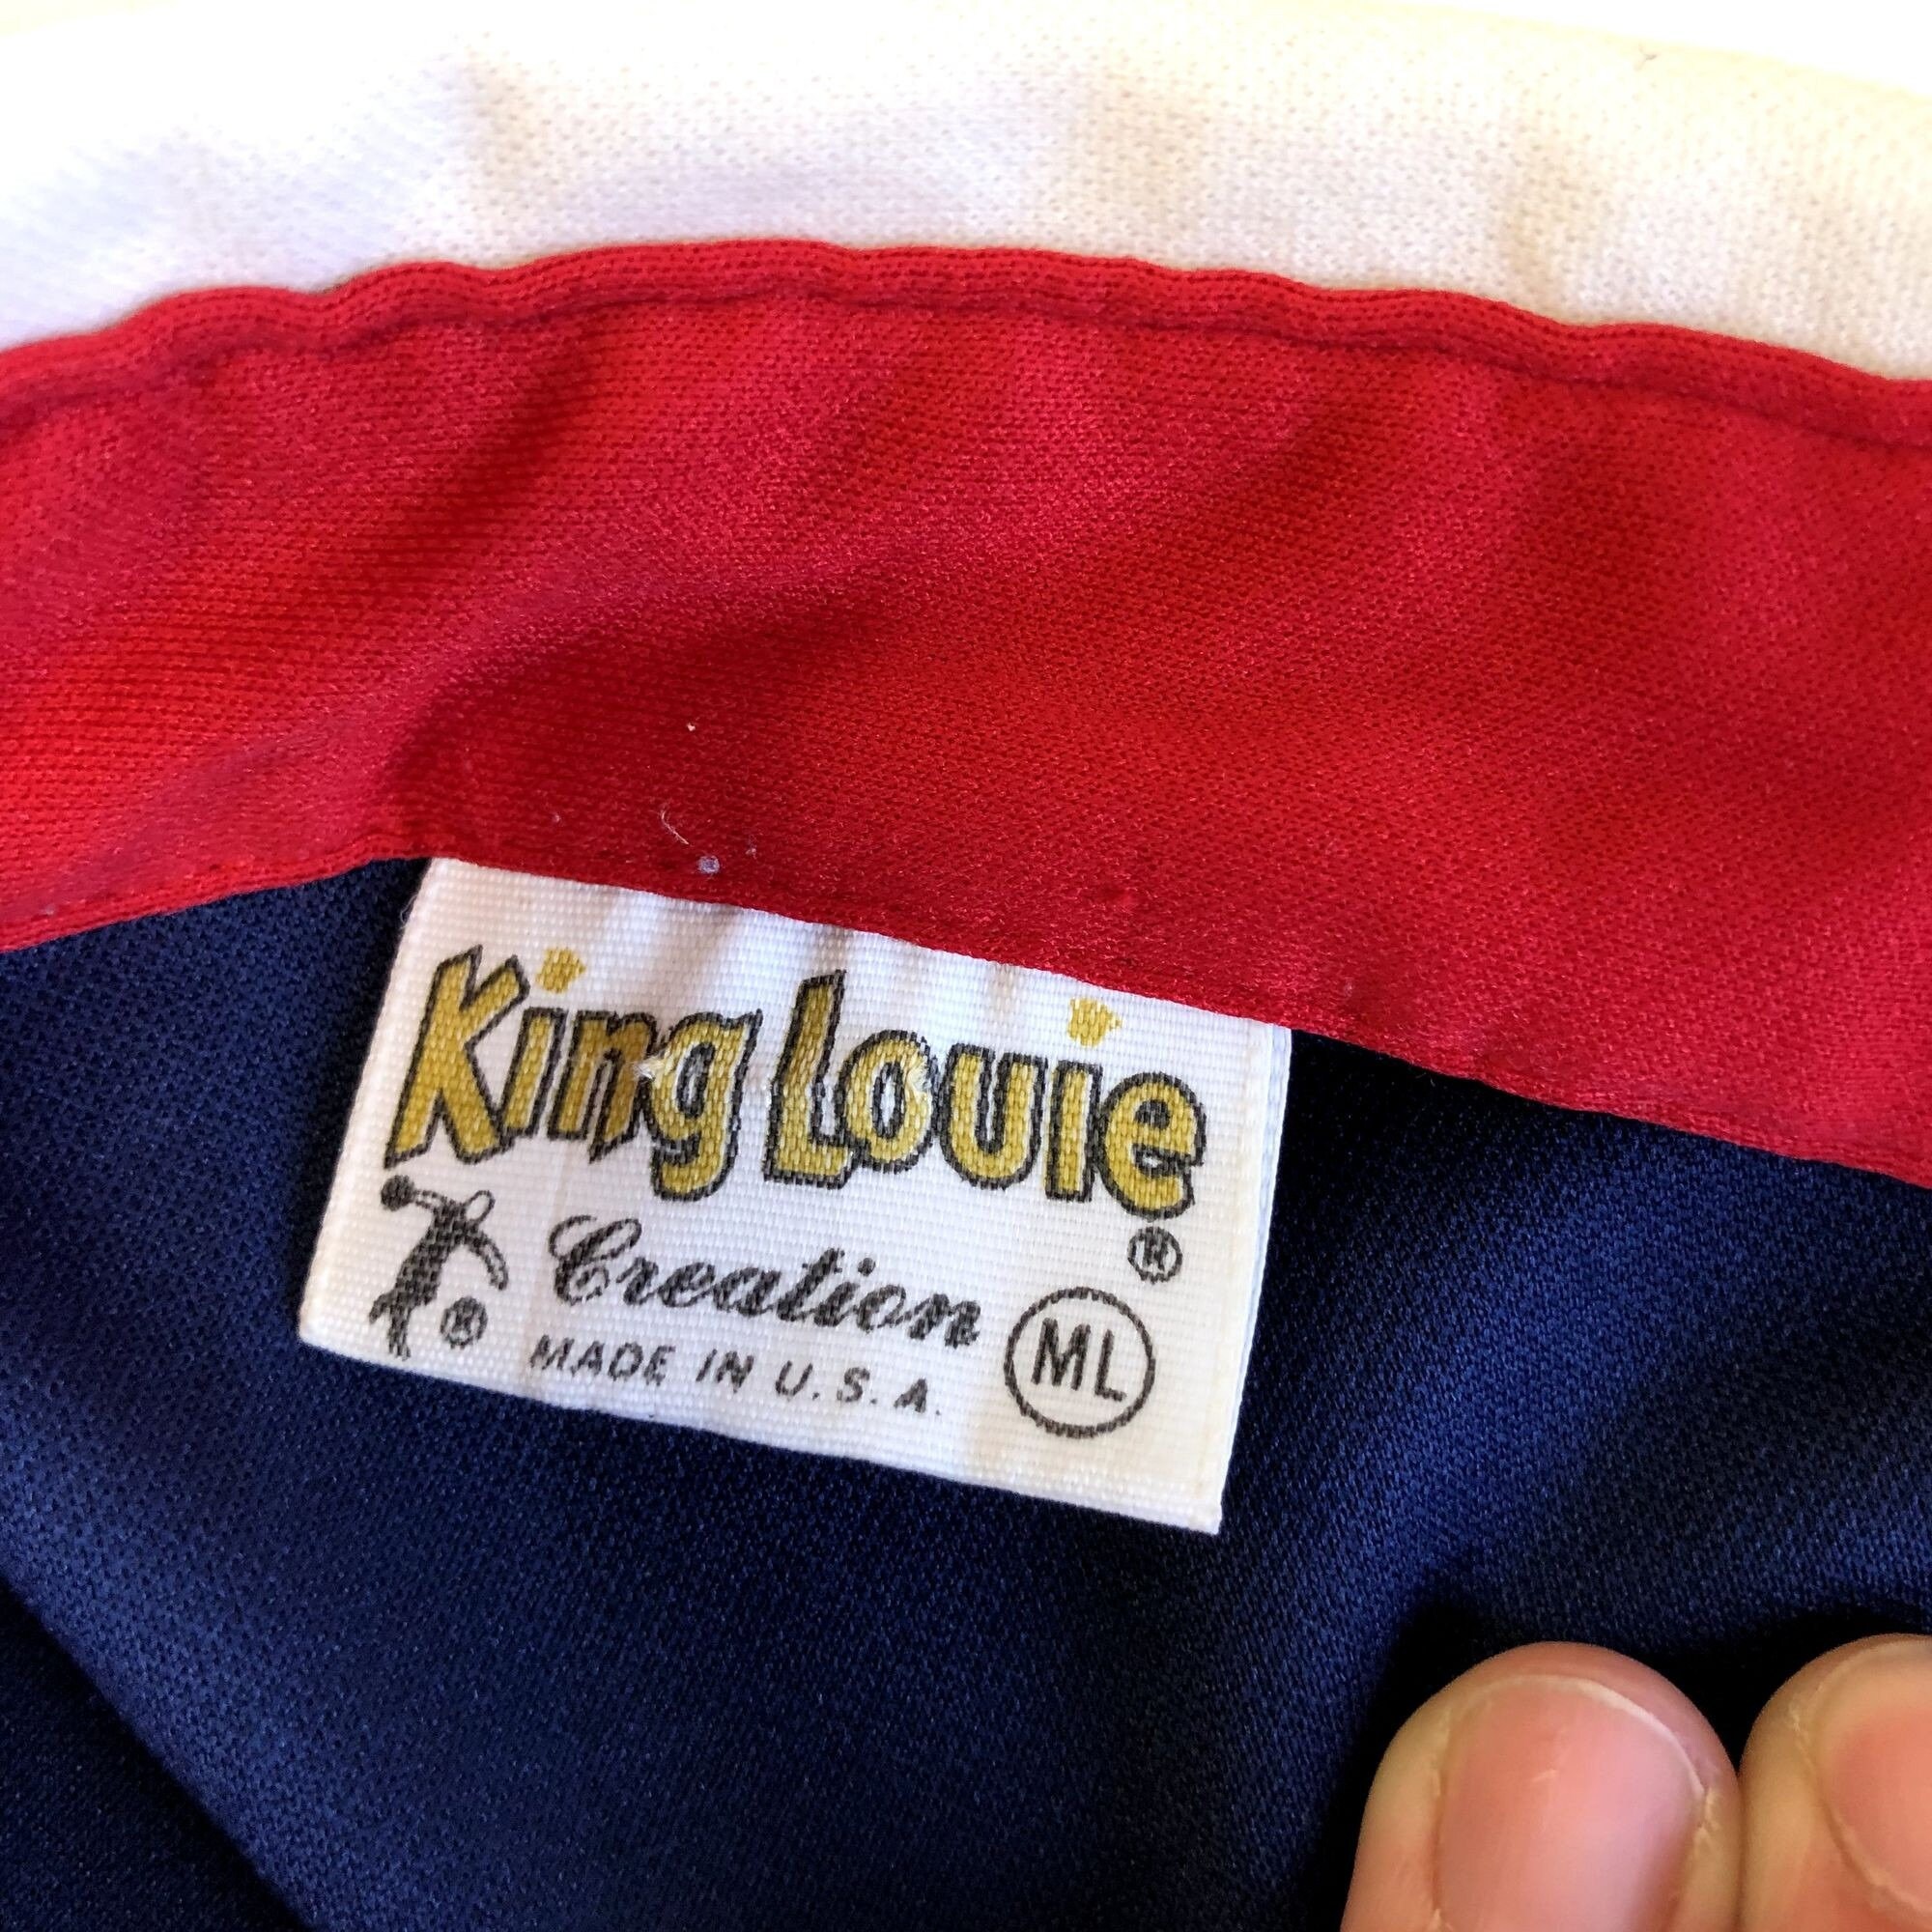 King Louie ®
Creation
® MADE IN U.S.A. ML